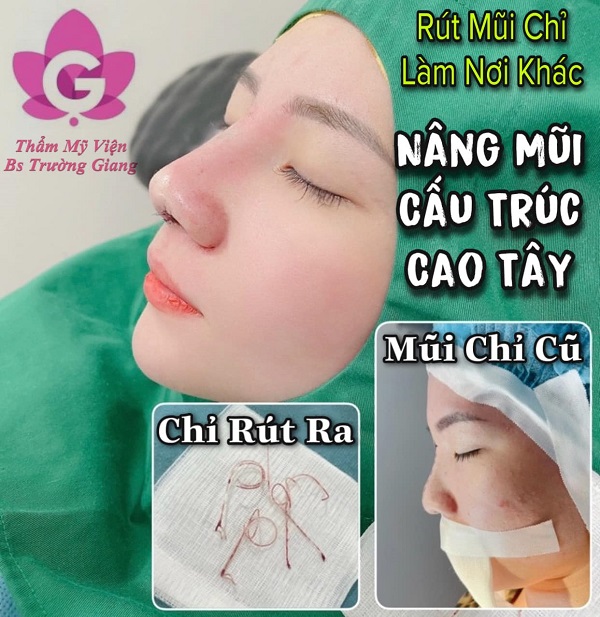 G
Thẩm Mỹ Viện
Bs Trường Giang
Rút Mũi Chỉ
Làm Nơi Khác
NÂNG MŨI
CẤU TRÚC
CAO TÂY
Mũi Chỉ Cũ
Chỉ Rút Ra